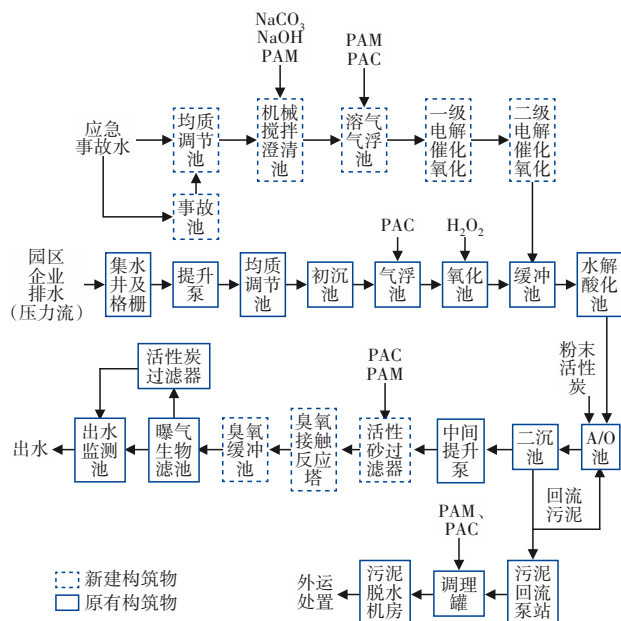 NaCO₃
NaOH
PAM
PAM
PAC
应急
事故水
均质
调节
池
机械
搅拌
澄清
池
溶气
气浮
池
一级
电解
催化
氧化
二级
电解
催化
氧化
事故
池
PAC
H₂O₂
园区
企业
排水
(压力流)
集水
井及
格栅
提升
泵
均质
调节
池
初沉
池
气浮
池
氧化
池
缓冲
池
水解
酸化
池
活性炭
过滤器
PAC
PAM
粉末
活性
炭
出水
出水
监测
池
曝气
生物
滤池
臭氧
缓冲
池
臭氧
接触
反应
塔
活性
砂过
滤器
中间
提升
泵
二沉
池
A/O
池
回流
污泥
PAM、
PAC
新建构筑物
原有构筑物
外运
处置
污泥
脱水
机房
调理
罐
污泥
回流
泵站